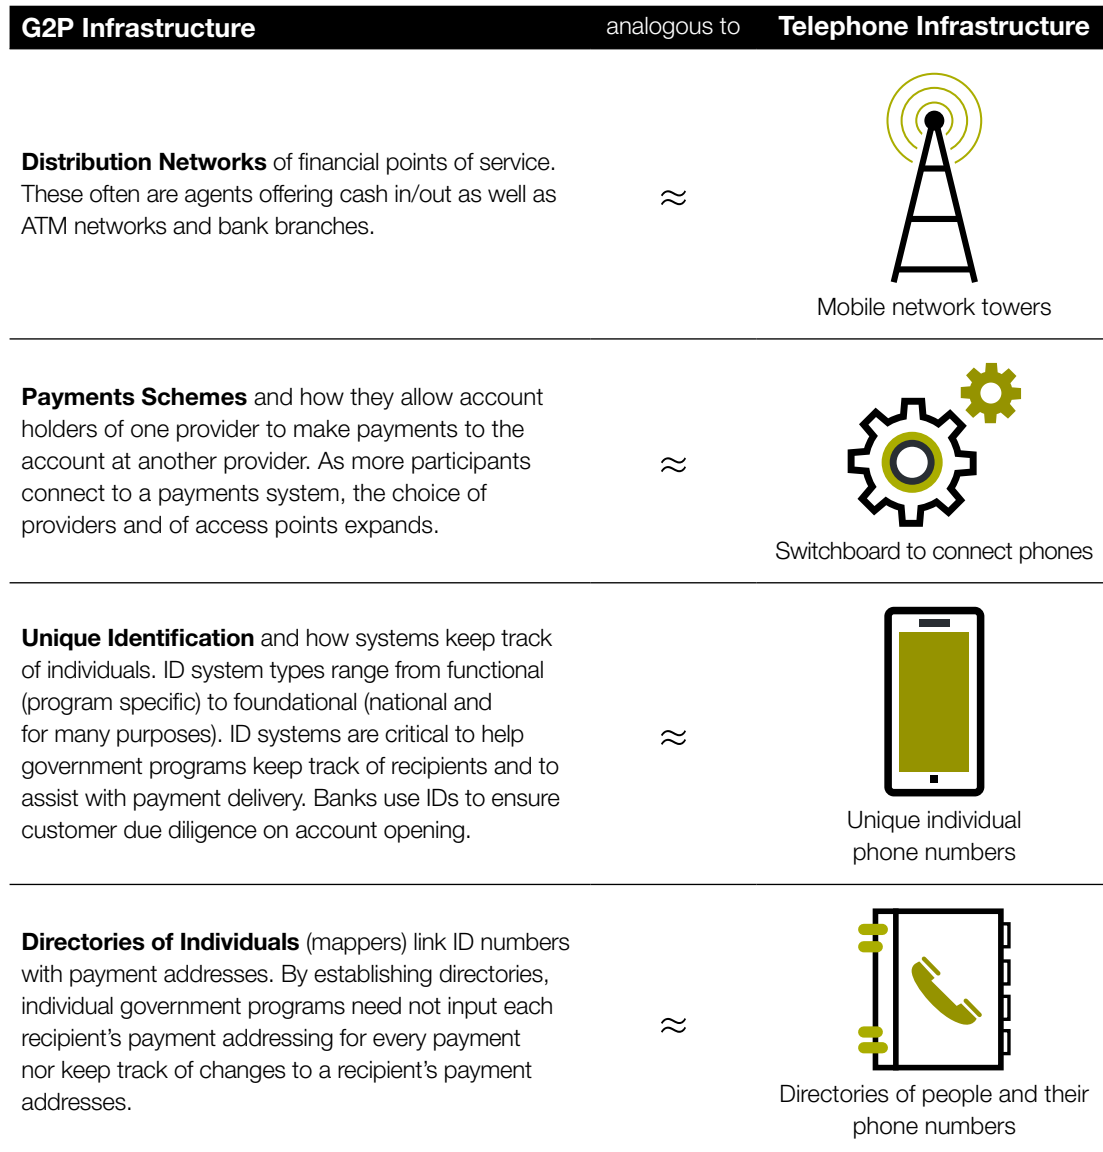 G2P Infrastructure analogous to Telephone Infrastructure
Distribution Networks of financial points of service.
These often are agents offering cash in/out as well as
ATM networks and bank branches.
≈
Mobile network towers
Payments Schemes and how they allow account
holders of one provider to make payments to the
account at another provider. As more participants
connect to a payments system, the choice of
providers and of access points expands.
≈
Switchboard to connect phones
Unique Identification and how systems keep track
of individuals. ID system types range from functional
(program specific) to foundational (national and
for many purposes). ID systems are critical to help
government programs keep track of recipients and to
assist with payment delivery. Banks use IDs to ensure
customer due diligence on account opening.
≈
Unique individual
phone numbers
Directories of Individuals (mappers) link ID numbers
with payment addresses. By establishing directories,
individual government programs need not input each
recipient’s payment addressing for every payment
nor keep track of changes to a recipient’s payment
addresses.
≈
Directories of people and their
phone numbers